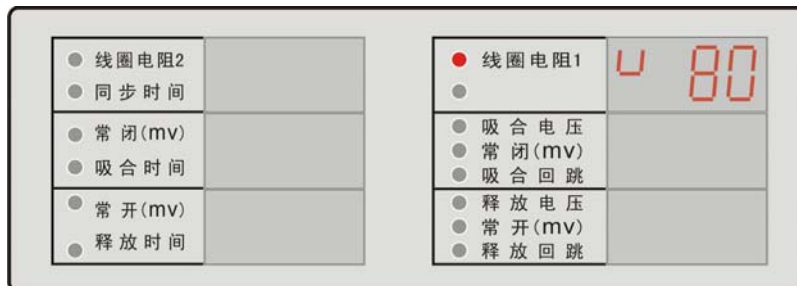 线圈电阻2
同步时间
常闭(mv)
吸合时间
常开(mv)
释放时间
线圈电阻1
u 80
吸合电压
常闭(mv)
吸合回跳
释放电压
常开(mv)
释放回跳